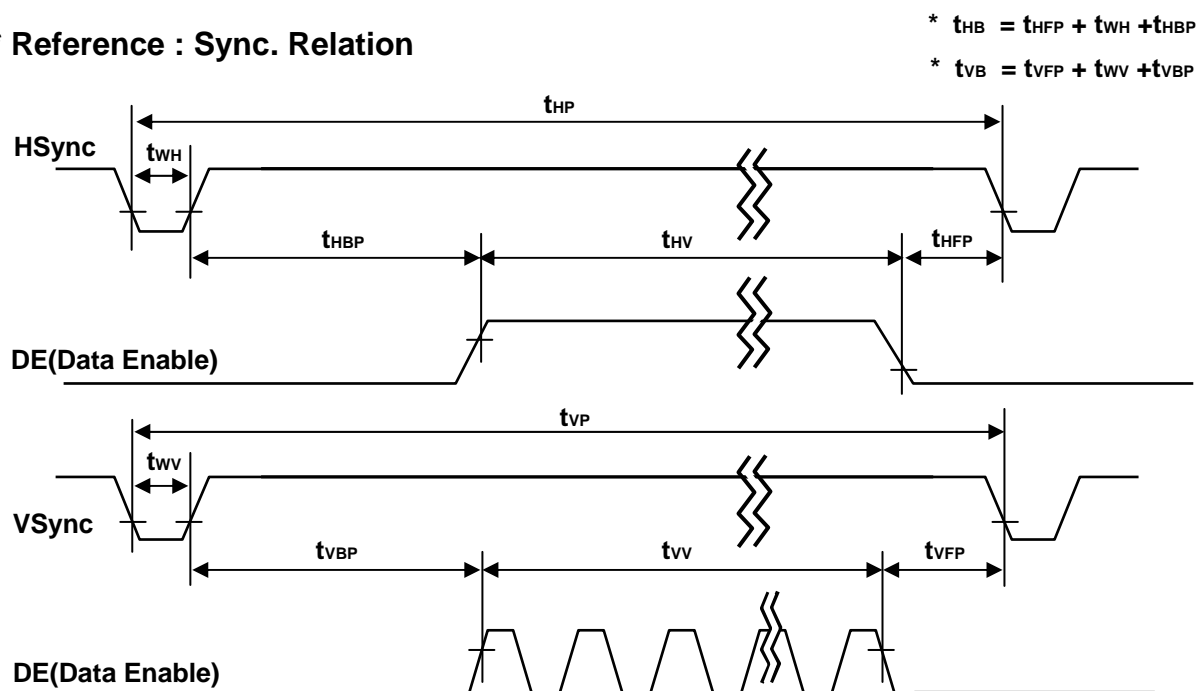 * Reference : Sync. Relation
* tHB = tHFP + tWH +tHBP
* tVB = tVFP + tWV +tVBP
tHP
HSync
tWH
tHBP
tHV
tHFP
DE(Data Enable)
tVP
tWV
VSync
tVBP
tVV
tVFP
DE(Data Enable)